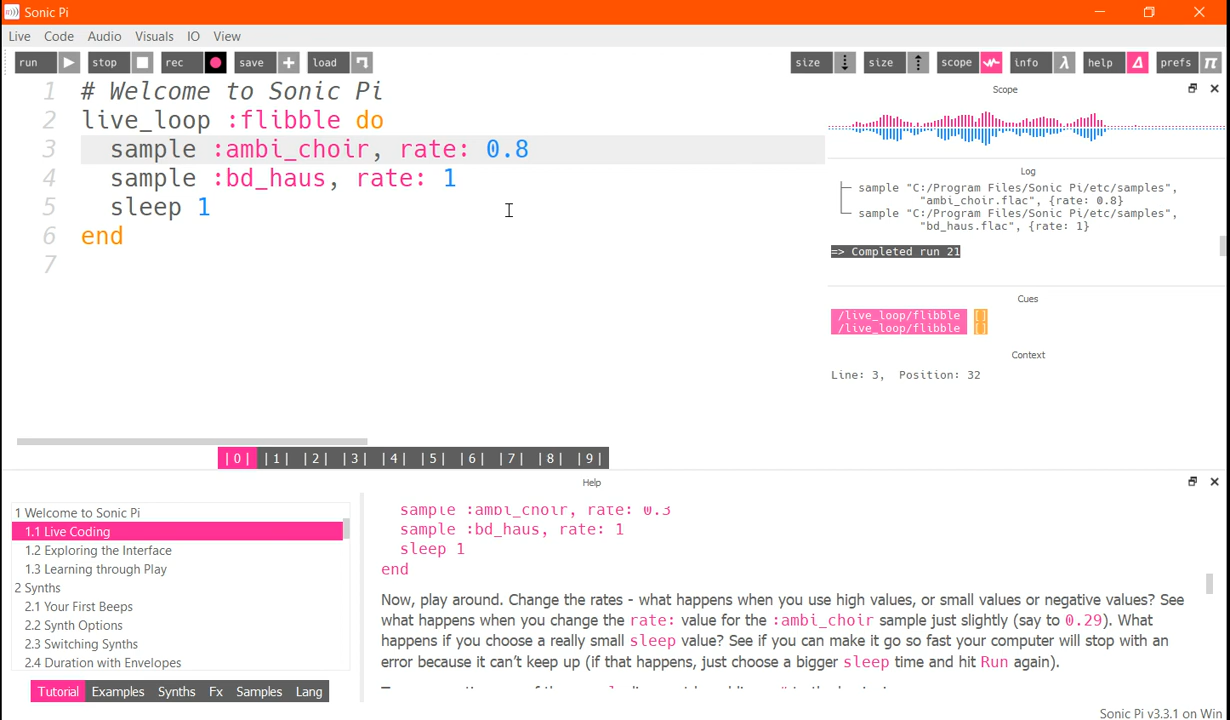 Sonic Pi
Live Code Audio Visuals IO View
run stop rec save load size size scope info help prefs
1 # Welcome to Sonic Pi
2 live_loop :flibble do
3 sample :ambi_choir, rate: 0.8
4 sample :bd_haus, rate: 1
5 sleep 1
6 end
7
Scope
Log
sample "C:/Program Files/Sonic Pi/etc/samples",
"ambi_choir.flac", {rate: 0.8}
sample "C:/Program Files/Sonic Pi/etc/samples",
"bd_haus.flac", {rate: 1}
=> Completed run 21
Cues
/live_loop/flibble []
/live_loop/flibble []
Context
Line: 3, Position: 32
|0| |1| |2| |3| |4| |5| |6| |7| |8| |9|
Help
1 Welcome to Sonic Pi
1.1 Live Coding
1.2 Exploring the Interface
1.3 Learning through Play
2 Synths
2.1 Your First Beeps
2.2 Synth Options
2.3 Switching Synths
2.4 Duration with Envelopes
Tutorial Examples Synths Fx Samples Lang
sample :ambi_choir, rate: 0.3
sample :bd_haus, rate: 1
sleep 1
end
Now, play around. Change the rates - what happens when you use high values, or small values or negative values? See
what happens when you change the rate: value for the :ambi_choir sample just slightly (say to 0.29). What
happens if you choose a really small sleep value? See if you can make it go so fast your computer will stop with an
error because it can't keep up (if that happens, just choose a bigger sleep time and hit Run again).
Sonic Pi v3.3.1 on Win